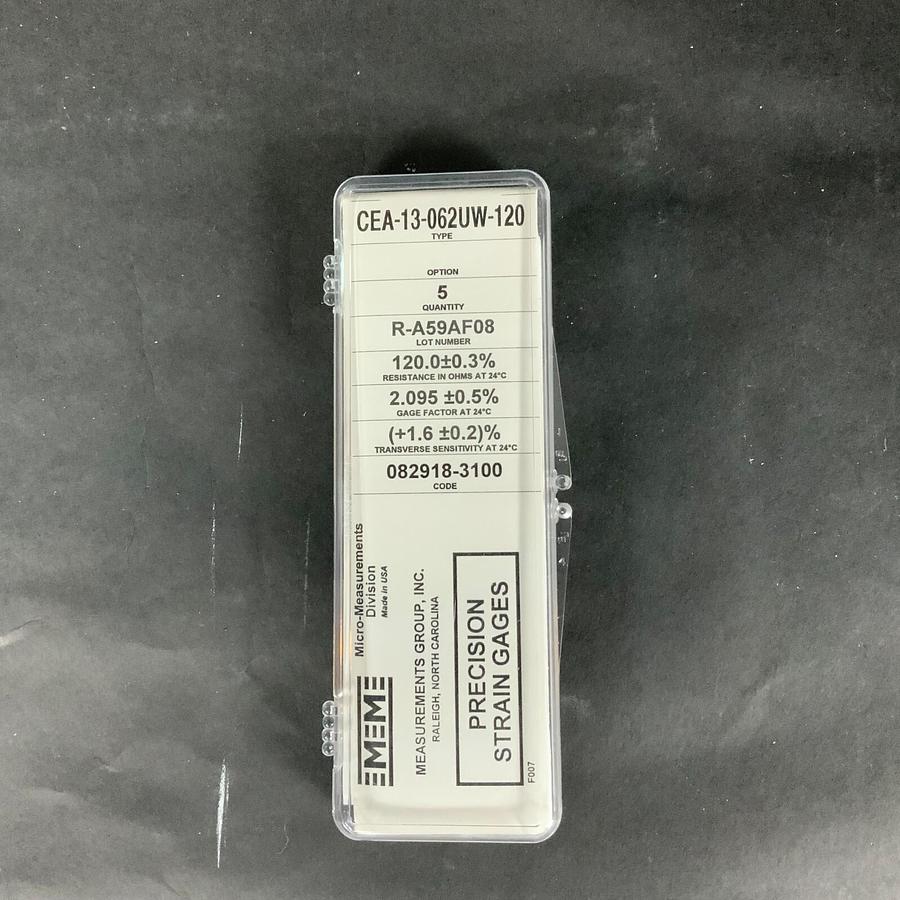 CEA-13-062UW-120
TYPE
OPTION
5
QUANTITY
R-A59AF08
LOT NUMBER
120.0±0.3%
RESISTANCE IN OHMS AT 24°C
2.095 ±0.5%
GAGE FACTOR AT 24°C
(+1.6 ±0.2)%
TRANSVERSE SENSITIVITY AT 24°C
082918-3100
CODE
MM
Micro-Measurements
Division
Made in USA
MEASUREMENTS GROUP, INC.
RALEIGH, NORTH CAROLINA
PRECISION
STRAIN GAGES
F007